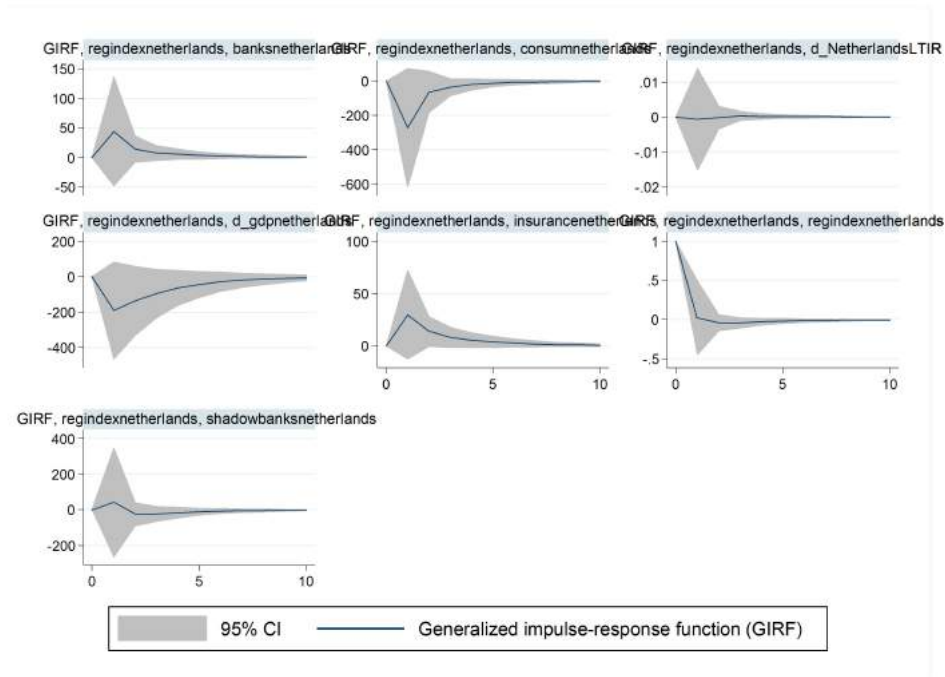 GIRF, regindexnetherlands, banksnetherlands
GIRF, regindexnetherlands, consumnetherlands
GIRF, regindexnetherlands, d_NetherlandsLTIR
150
100
50
0
-50
0
-200
-400
-600
.01
0
-.01
-.02
GIRF, regindexnetherlands, d_gdpnetherlands
GIRF, regindexnetherlands, insurancenetherlands
GIRF, regindexnetherlands, regindexnetherlands
200
0
-200
-400
100
50
0
0 5 10
1
.5
0
-.5
0 5 10
GIRF, regindexnetherlands, shadowbanksnetherlands
400
200
0
-200
0 5 10
95% CI Generalized impulse-response function (GIRF)